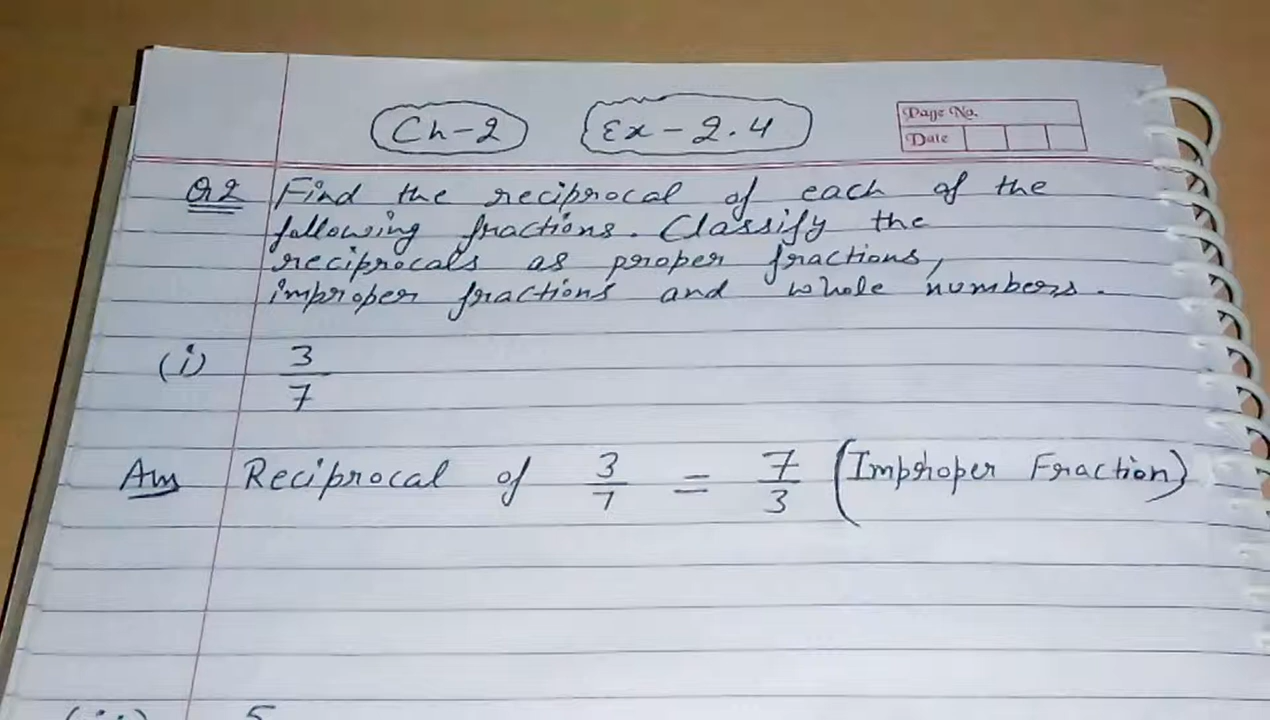 Ch-2 Ex-2.4
Page No.
Date
Q2 Find the reciprocal of each of the
following fractions. Classify the
reciprocals as proper fractions,
improper fractions and whole numbers.
(i) 3/7
Ans Reciprocal of 3/7 = 7/3 (Improper Fraction)
(ii) 5